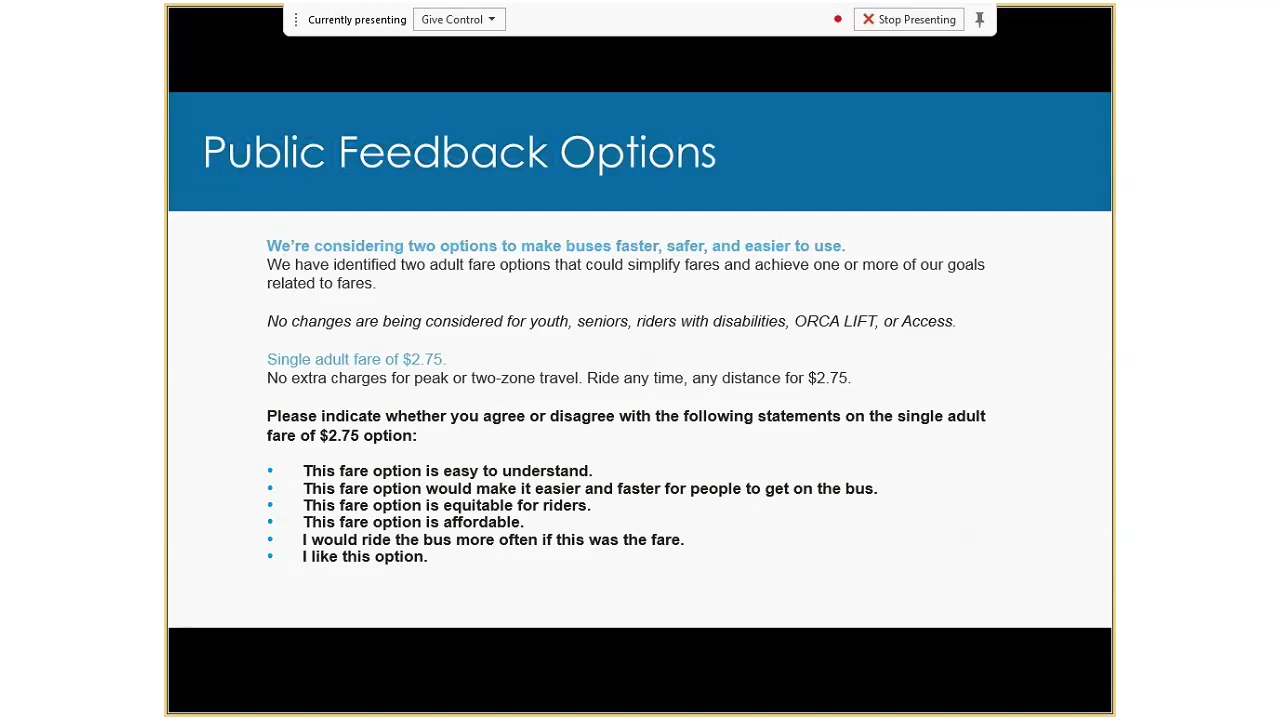 Currently presenting
Give Control
Stop Presenting
Public Feedback Options
We're considering two options to make buses faster, safer, and easier to use.
We have identified two adult fare options that could simplify fares and achieve one or more of our goals
related to fares.
No changes are being considered for youth, seniors, riders with disabilities, ORCA LIFT, or Access.
Single adult fare of $2.75.
No extra charges for peak or two-zone travel. Ride any time, any distance for $2.75.
Please indicate whether you agree or disagree with the following statements on the single adult
fare of $2.75 option:
• This fare option is easy to understand.
• This fare option would make it easier and faster for people to get on the bus.
• This fare option is equitable for riders.
• This fare option is affordable.
• I would ride the bus more often if this was the fare.
• I like this option.